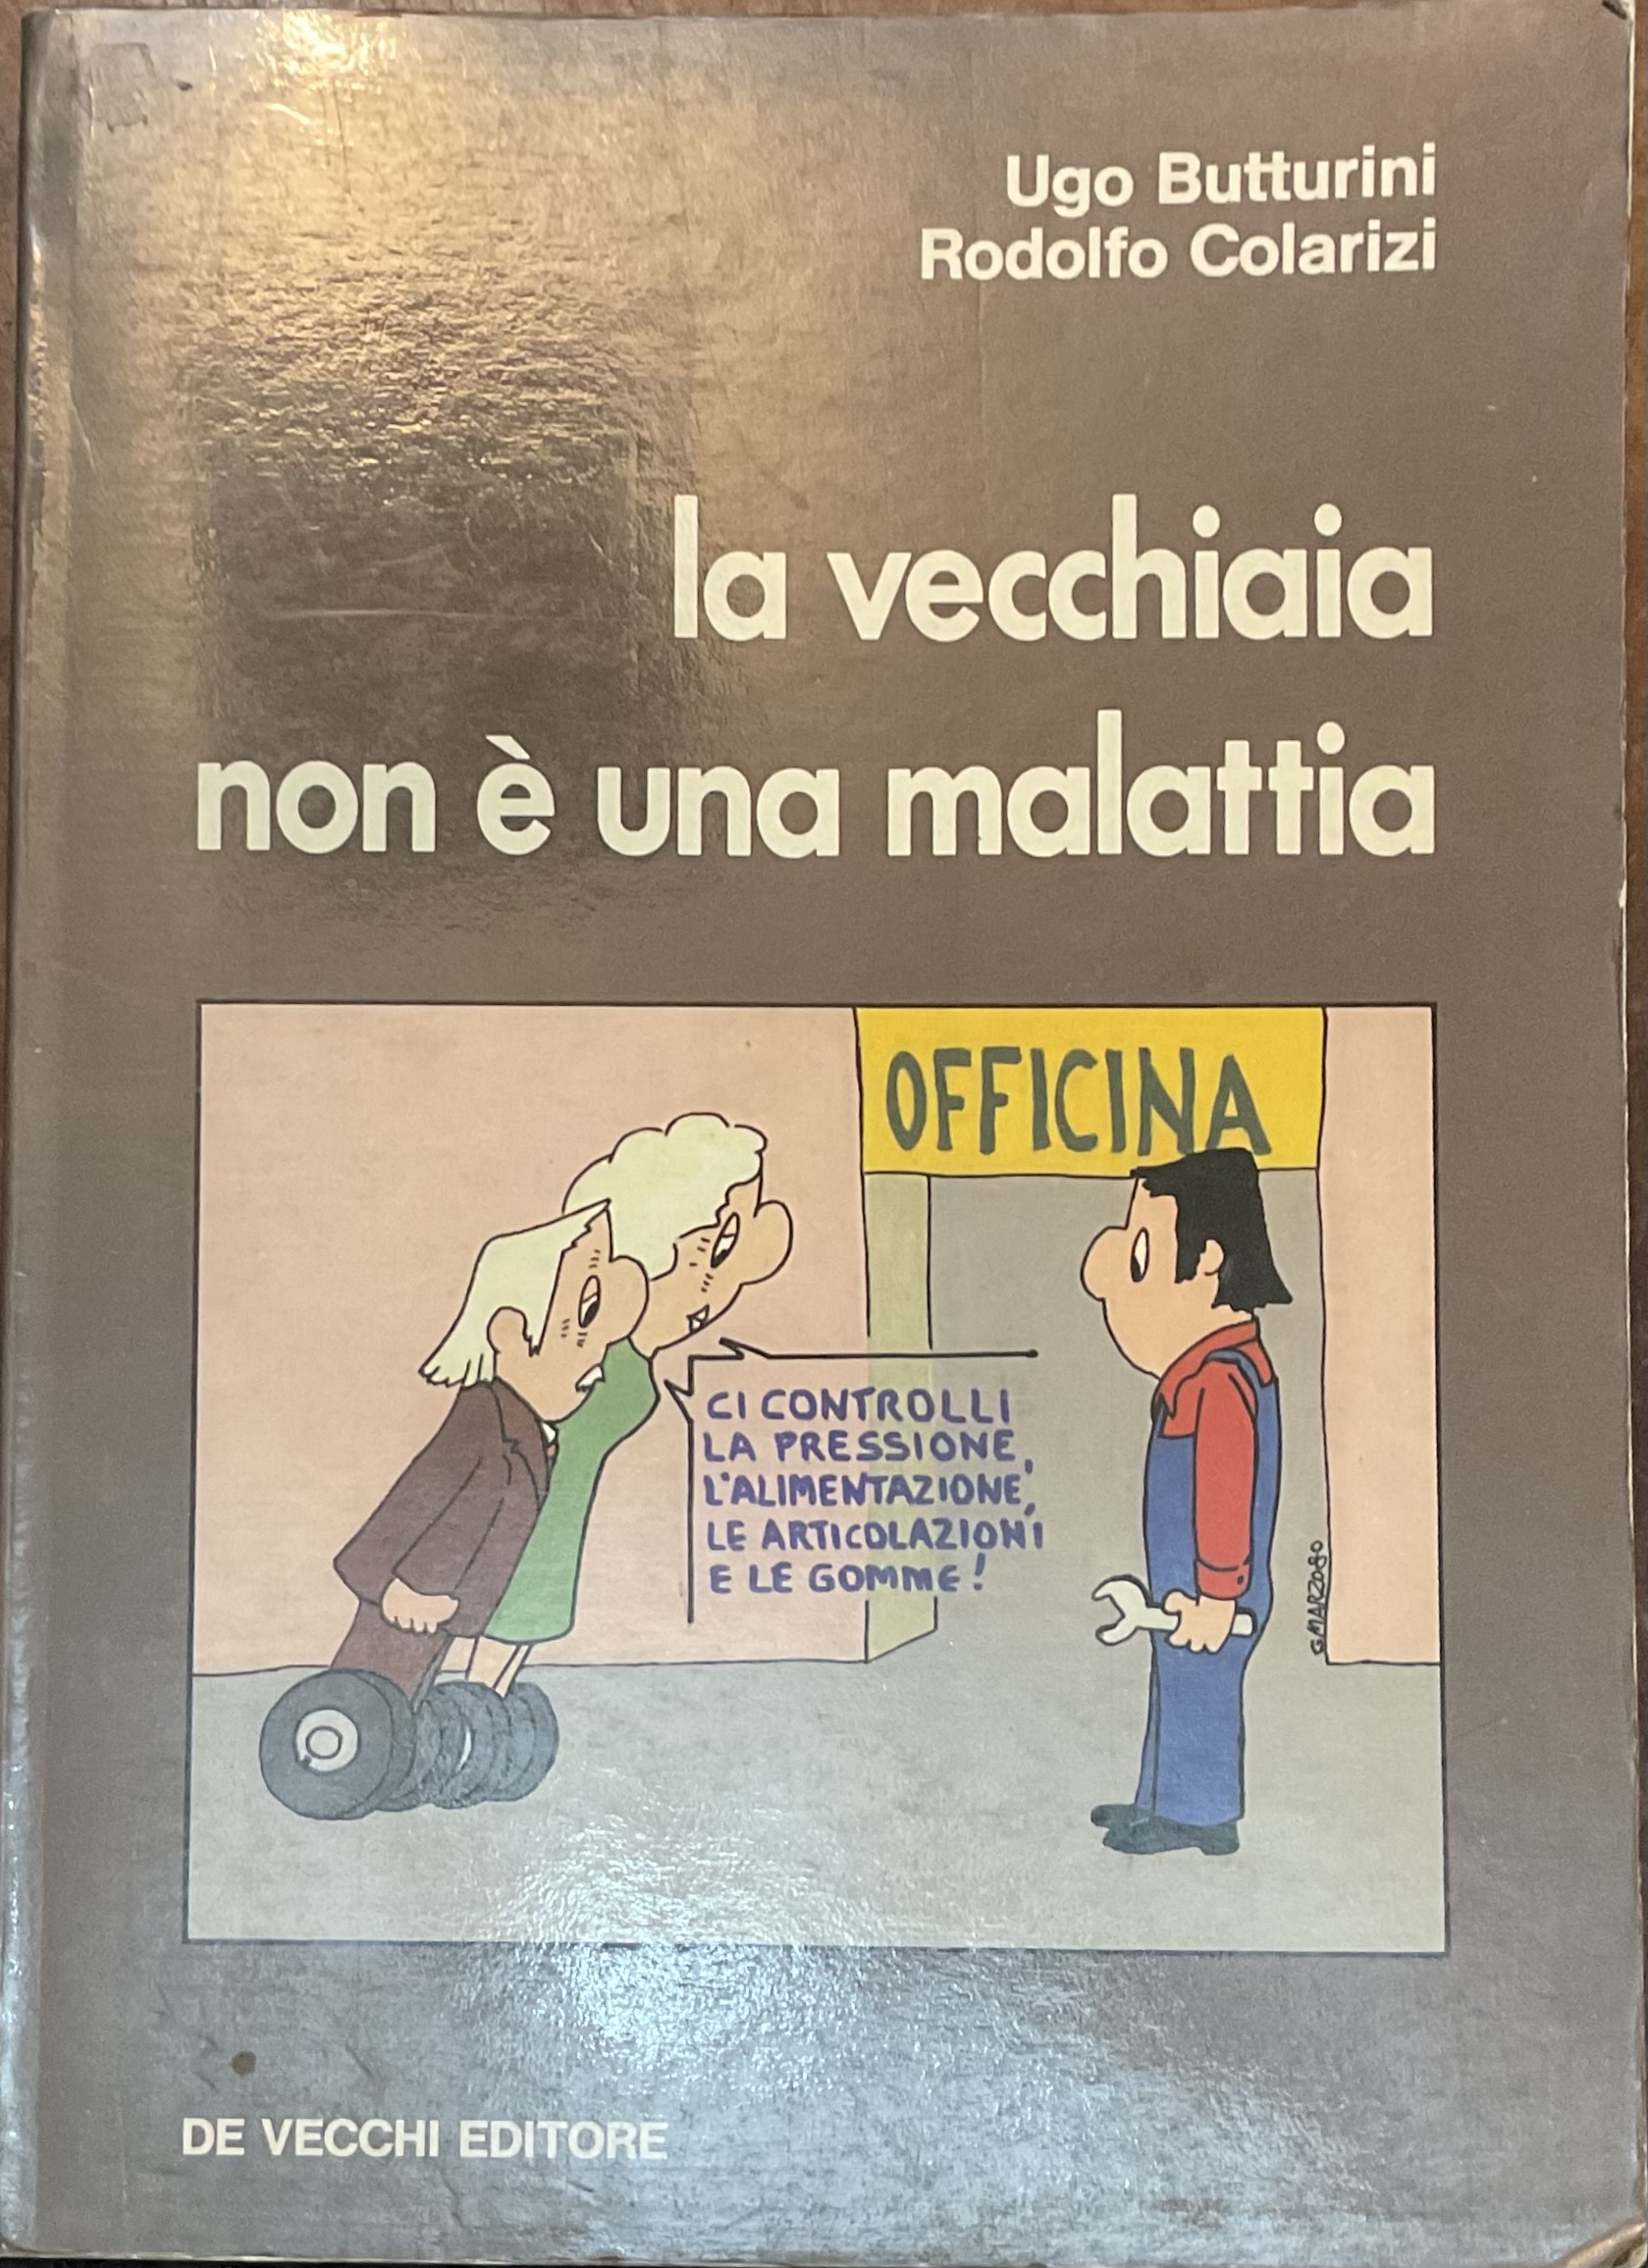 Ugo Butturini
Rodolfo Colarizi
la vecchiaia
non è una malattia
OFFICINA
CI CONTROLLI
LA PRESSIONE,
L'ALIMENTAZIONE,
LE ARTICOLAZIONI
E LE GOMME!
G.MARZO80
DE VECCHI EDITORE